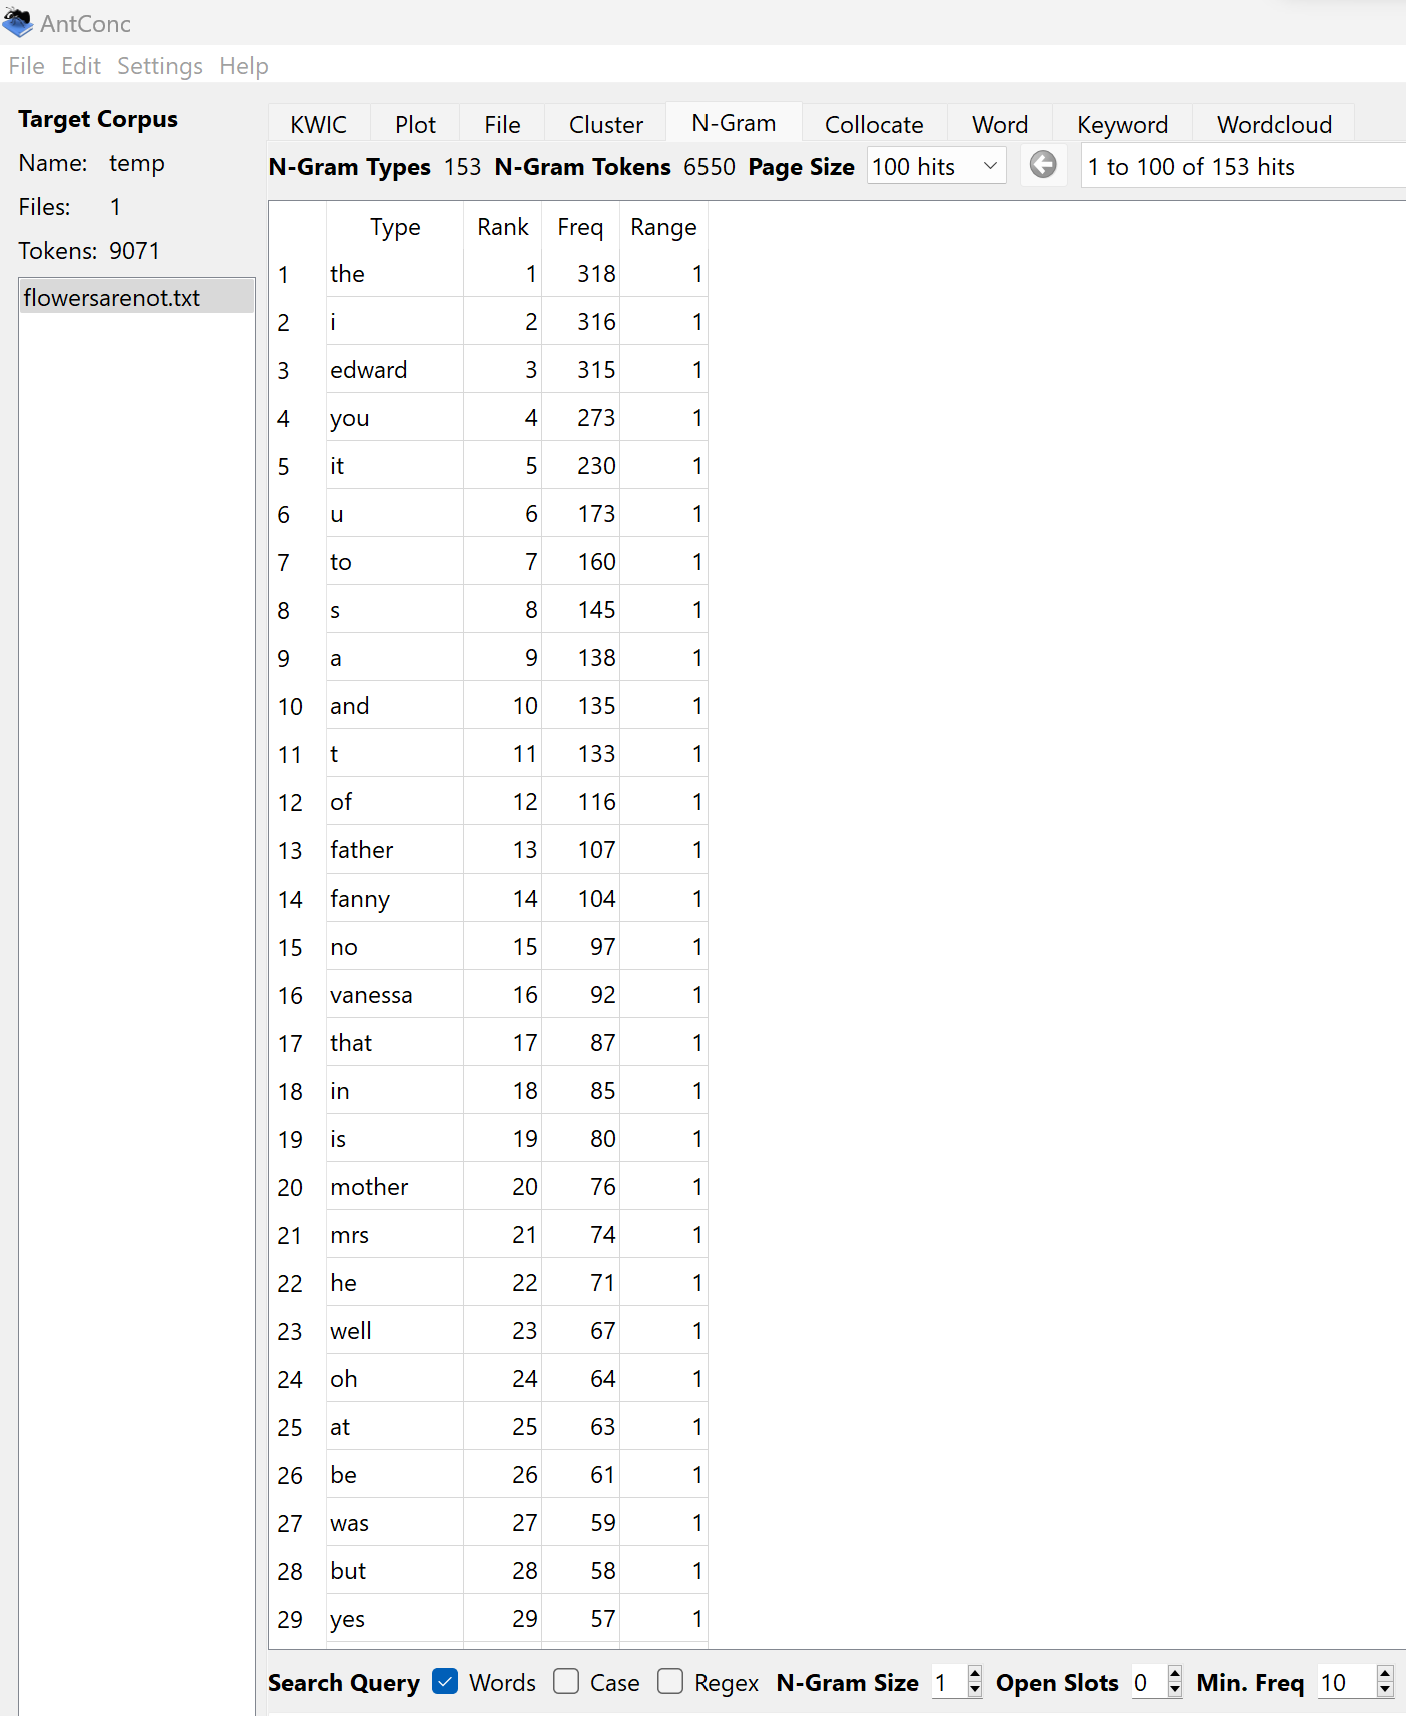 AntConc
File Edit Settings Help
Target Corpus
Name: temp
Files: 1
Tokens: 9071
flowersarenot.txt
KWIC Plot File Cluster N-Gram Collocate Word Keyword Wordcloud
N-Gram Types 153 N-Gram Tokens 6550 Page Size 100 hits 1 to 100 of 153 hits
Type Rank Freq Range
1 the 1 318 1
2 i 2 316 1
3 edward 3 315 1
4 you 4 273 1
5 it 5 230 1
6 u 6 173 1
7 to 7 160 1
8 s 8 145 1
9 a 9 138 1
10 and 10 135 1
11 t 11 133 1
12 of 12 116 1
13 father 13 107 1
14 fanny 14 104 1
15 no 15 97 1
16 vanessa 16 92 1
17 that 17 87 1
18 in 18 85 1
19 is 19 80 1
20 mother 20 76 1
21 mrs 21 74 1
22 he 22 71 1
23 well 23 67 1
24 oh 24 64 1
25 at 25 63 1
26 be 26 61 1
27 was 27 59 1
28 but 28 58 1
29 yes 29 57 1
Search Query Words Case Regex N-Gram Size 1 Open Slots 0 Min. Freq 10